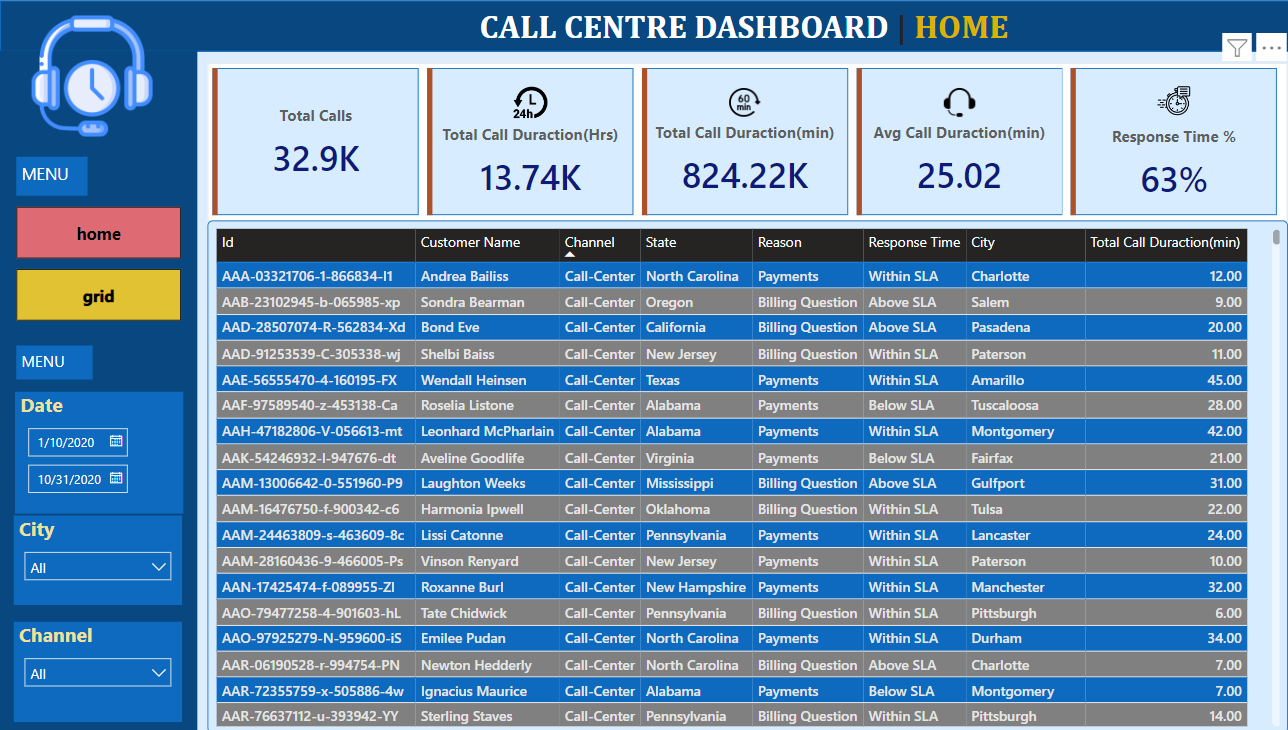 CALL CENTRE DASHBOARD | HOME
MENU
home
grid
MENU
Date
1/10/2020
10/31/2020
City
All
Channel
All
Total Calls
32.9K
24h
Total Call Duraction(Hrs)
13.74K
60 min
Total Call Duraction(min)
824.22K
Avg Call Duraction(min)
25.02
Response Time %
63%
Id Customer Name Channel State Reason Response Time City Total Call Duraction(min)
AAA-03321706-1-866834-I1 Andrea Bailiss Call-Center North Carolina Payments Within SLA Charlotte 12.00
AAB-23102945-b-065985-xp Sondra Bearman Call-Center Oregon Billing Question Above SLA Salem 9.00
AAD-28507074-R-562834-Xd Bond Eve Call-Center California Billing Question Above SLA Pasadena 20.00
AAD-91253539-C-305338-wj Shelbi Baiss Call-Center New Jersey Billing Question Within SLA Paterson 11.00
AAE-56555470-4-160195-FX Wendall Heinsen Call-Center Texas Payments Within SLA Amarillo 45.00
AAF-97589540-z-453138-Ca Roselia Listone Call-Center Alabama Payments Below SLA Tuscaloosa 28.00
AAH-47182806-V-056613-mt Leonhard McPharlain Call-Center Alabama Payments Within SLA Montgomery 42.00
AAK-54246932-l-947676-dt Aveline Goodlife Call-Center Virginia Payments Below SLA Fairfax 21.00
AAM-13006642-0-551960-P9 Laughton Weeks Call-Center Mississippi Payments Above SLA Gulfport 31.00
AAM-16476750-f-900342-c6 Harmonia Ipwell Call-Center Oklahoma Billing Question Within SLA Tulsa 22.00
AAM-24463809-s-463609-8c Lissi Catonne Call-Center Pennsylvania Payments Within SLA Lancaster 24.00
AAM-28160436-9-466005-Ps Vinson Renyard Call-Center New Jersey Payments Within SLA Paterson 10.00
AAN-17425474-f-089955-ZI Roxanne Burl Call-Center New Hampshire Payments Within SLA Manchester 32.00
AAO-79477258-4-901603-hL Tate Chidwick Call-Center Pennsylvania Billing Question Within SLA Pittsburgh 6.00
AAO-97925279-N-959600-iS Emilee Pudan Call-Center North Carolina Payments Within SLA Durham 34.00
AAR-06190528-r-994754-PN Newton Hedderly Call-Center North Carolina Billing Question Above SLA Charlotte 7.00
AAR-72355759-x-505886-4w Ignacius Maurice Call-Center Alabama Payments Below SLA Montgomery 7.00
AAR-76637112-u-393942-YY Sterling Staves Call-Center Pennsylvania Billing Question Within SLA Pittsburgh 14.00